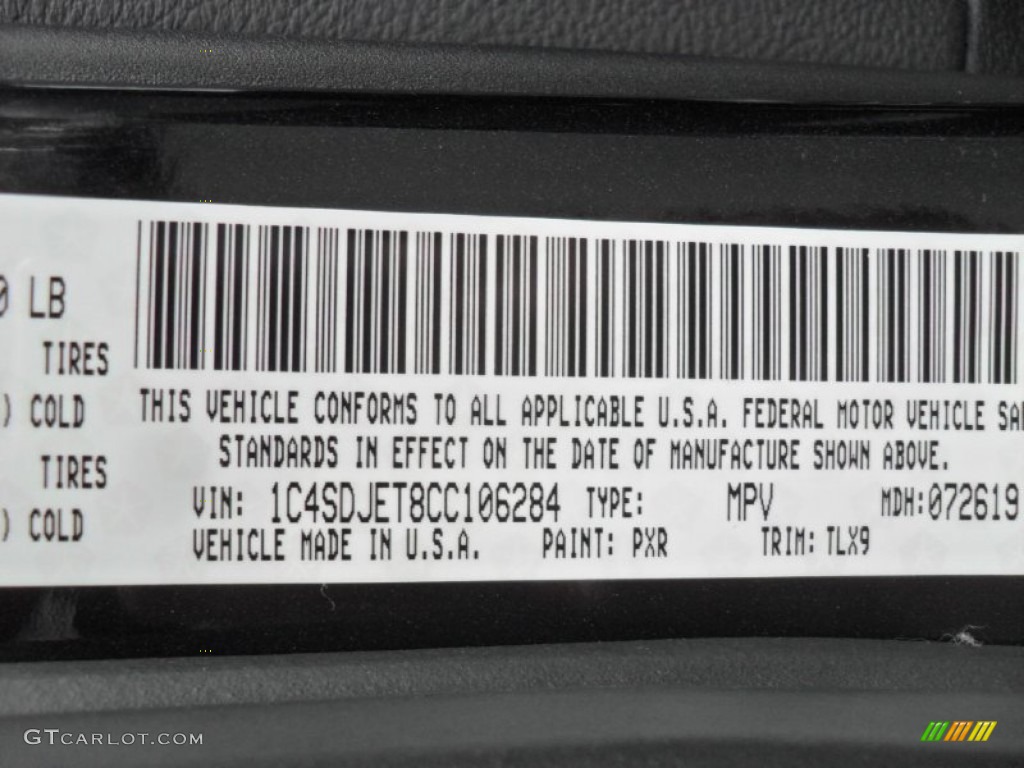 0 LB
TIRES
) COLD
TIRES
) COLD
THIS VEHICLE CONFORMS TO ALL APPLICABLE U.S.A. FEDERAL MOTOR VEHICLE SA
STANDARDS IN EFFECT ON THE DATE OF MANUFACTURE SHOWN ABOVE.
VIN: 1C4SDJET8CC106284 TYPE: MPV MDH:072619
VEHICLE MADE IN U.S.A. PAINT: PXR TRIM: TLX9
GTCARLOT.COM